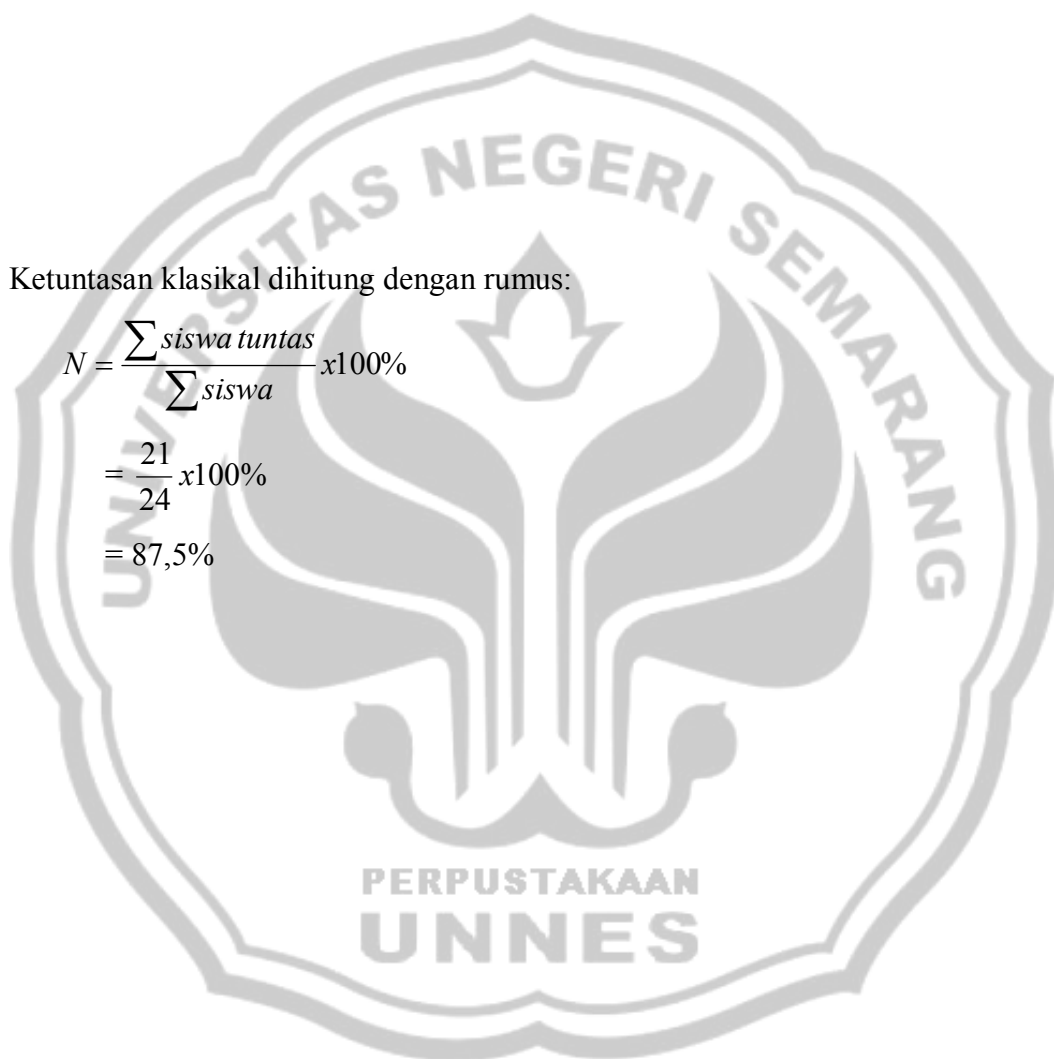 UNIVERSITAS NEGERI SEMARANG
Ketuntasan klasikal dihitung dengan rumus:
N = ∑ siswa tuntas / ∑ siswa x100%
= 21/24 x100%
= 87,5%
PERPUSTAKAAN
UNNES